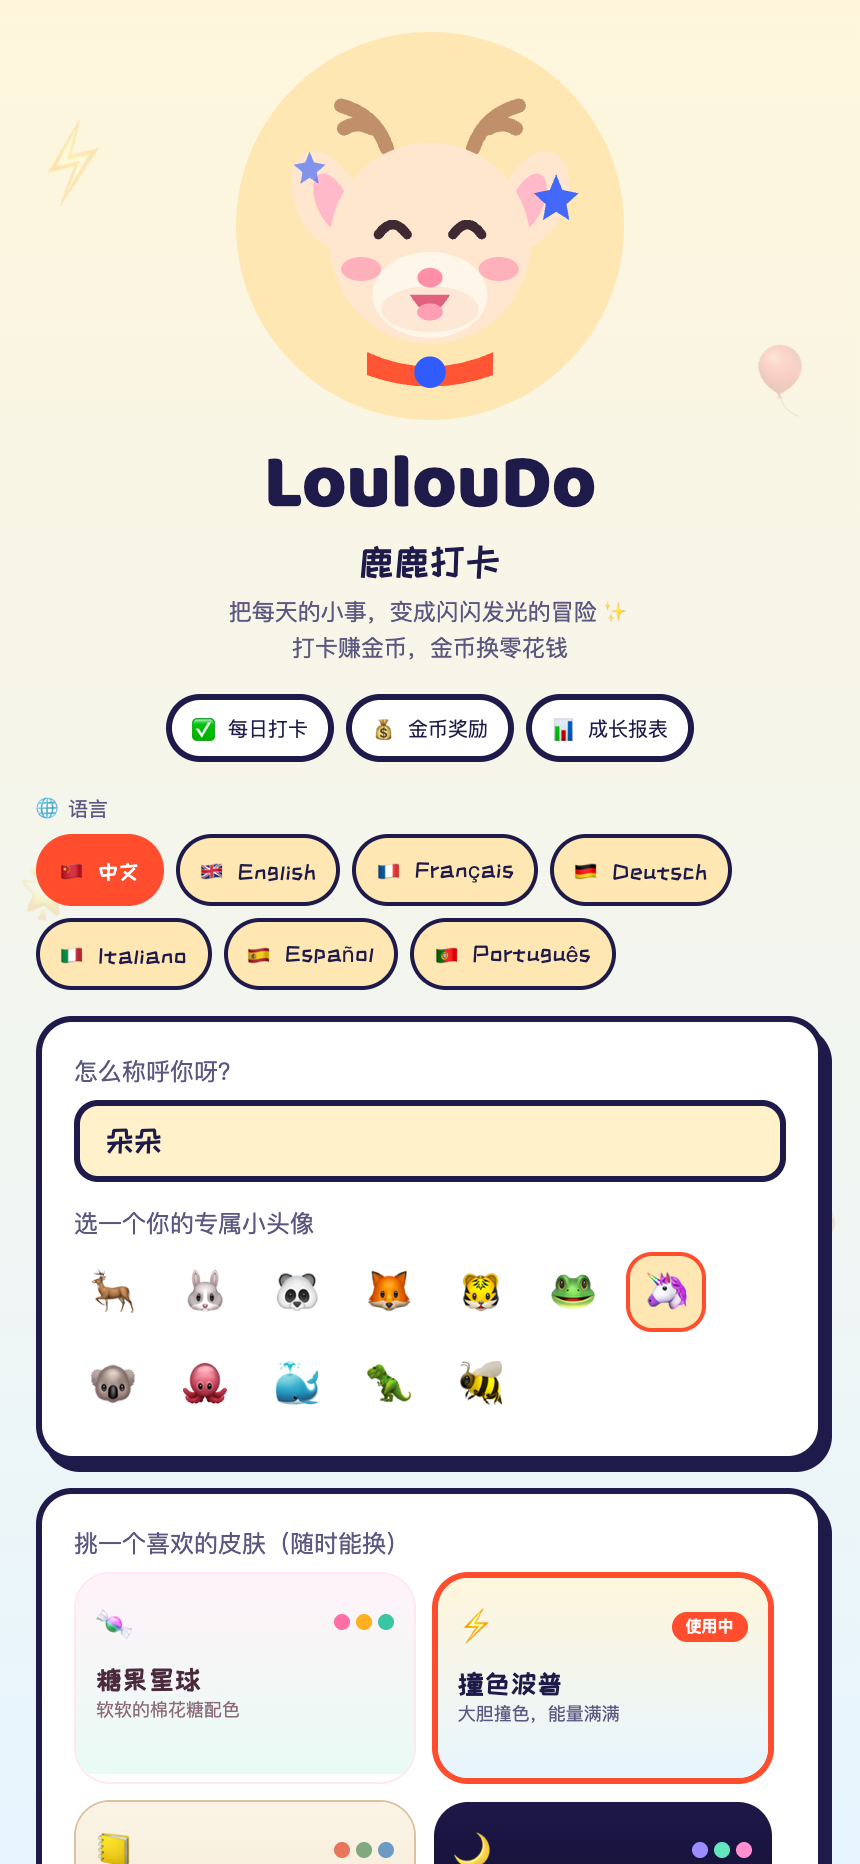 LoulouDo
鹿鹿打卡
把每天的小事，变成闪闪发光的冒险 ✨
打卡赚金币，金币换零花钱
✅ 每日打卡
💰 金币奖励
📊 成长报表
🌐 语言
🇨🇳 中文
🇬🇧 English
🇫🇷 Français
🇩🇪 Deutsch
🇮🇹 Italiano
🇪🇸 Español
🇵🇹 Português
怎么称呼你呀？
朵朵
选一个你的专属小头像
挑一个喜欢的皮肤（随时能换）
糖果星球
软软的棉花糖配色
使用中
撞色波普
大胆撞色，能量满满